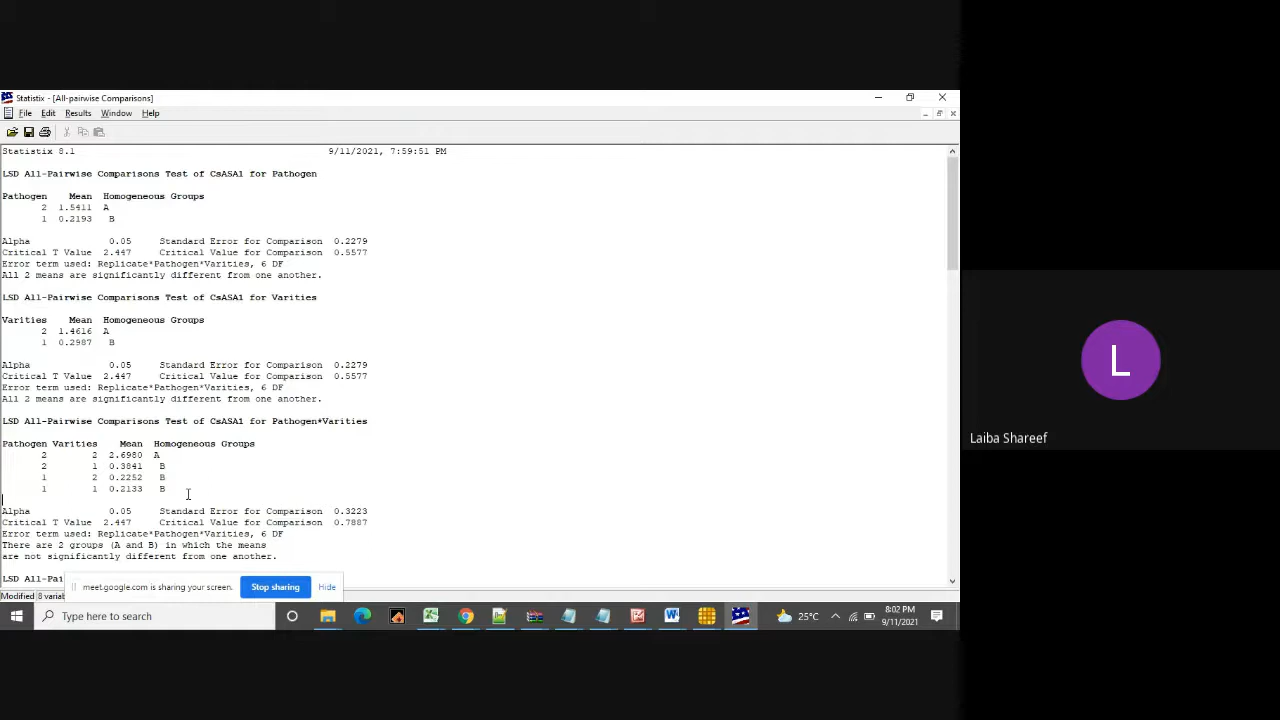 Statistix - [All-pairwise Comparisons]
File Edit Results Window Help
Statistix 8.1 9/11/2021, 7:59:51 PM
LSD All-Pairwise Comparisons Test of CsASA1 for Pathogen
Pathogen Mean Homogeneous Groups
2 1.5411 A
1 0.2193 B
Alpha 0.05 Standard Error for Comparison 0.2279
Critical T Value 2.447 Critical Value for Comparison 0.5577
Error term used: Replicate*Pathogen*Varities, 6 DF
All 2 means are significantly different from one another.
LSD All-Pairwise Comparisons Test of CsASA1 for Varities
Varities Mean Homogeneous Groups
2 1.4616 A
1 0.2987 B
Alpha 0.05 Standard Error for Comparison 0.2279
Critical T Value 2.447 Critical Value for Comparison 0.5577
Error term used: Replicate*Pathogen*Varities, 6 DF
All 2 means are significantly different from one another.
LSD All-Pairwise Comparisons Test of CsASA1 for Pathogen*Varities
Pathogen Varities Mean Homogeneous Groups
2 2 2.6980 A
2 1 0.3841 B
1 2 0.2252 B
1 1 0.2133 B
Alpha 0.05 Standard Error for Comparison 0.3223
Critical T Value 2.447 Critical Value for Comparison 0.7887
Error term used: Replicate*Pathogen*Varities, 6 DF
There are 2 groups (A and B) in which the means
are not significantly different from one another.
LSD All-Pai
meet.google.com is sharing your screen. Stop sharing Hide
Modified 8 variab
Type here to search
25°C
8:02 PM
9/11/2021
L
Laiba Shareef